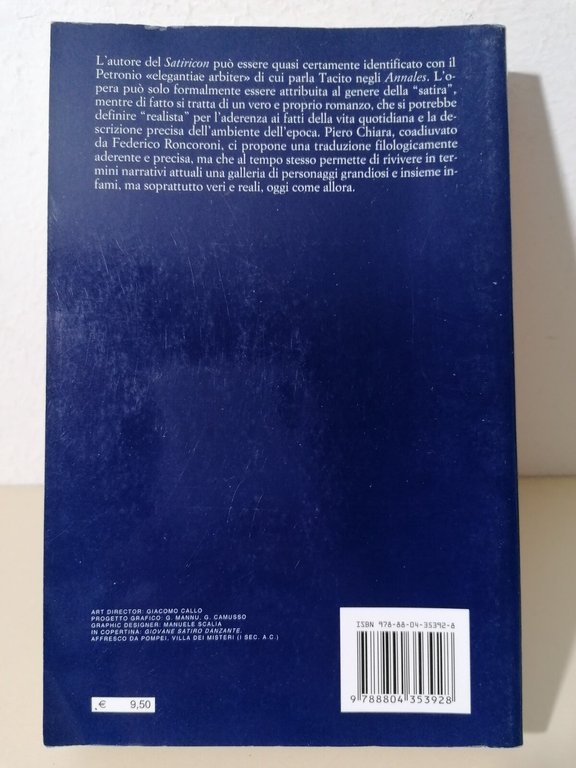 L'autore del Satiricon può essere quasi certamente identificato con il
Petronio «elegantiae arbiter» di cui parla Tacito negli Annales. L'o-
pera può solo formalmente essere attribuita al genere della "satira",
mentre di fatto si tratta di un vero e proprio romanzo, che si potrebbe
definire "realista" per l'aderenza ai fatti della vita quotidiana e la de-
scrizione precisa dell'ambiente dell'epoca. Piero Chiara, coadiuvato
da Federico Roncoroni, ci propone una traduzione filologicamente
aderente e precisa, ma che al tempo stesso permette di rivivere in ter-
mini narrativi attuali una galleria di personaggi grandiosi e insieme in-
fami, ma soprattutto veri e reali, oggi come allora.
ART DIRECTOR: GIACOMO CALLO
PROGETTO GRAFICO: G. MANNU, G. CAMUSSO
GRAPHIC DESIGNER: MANUELE SCALIA
IN COPERTINA: GIOVANE SATIRO DANZANTE,
AFFRESCO DA POMPEI, VILLA DEI MISTERI (I SEC. A.C.)
€ 9,50
ISBN 978-88-04-35392-8
9 788804 353928